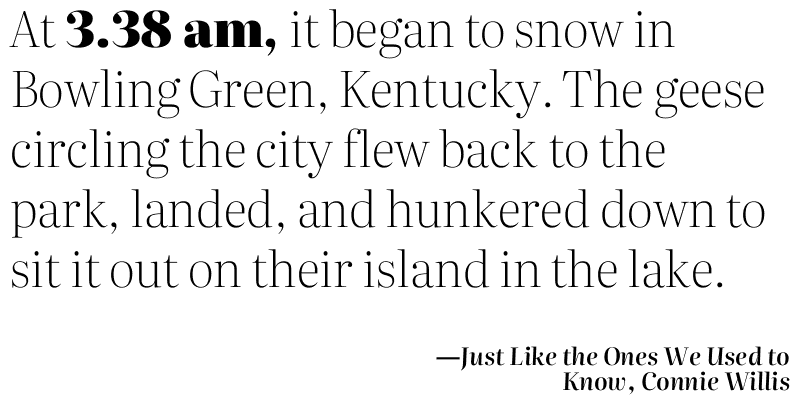 At 3.38 am, it began to snow in
Bowling Green, Kentucky. The geese
circling the city flew back to the
park, landed, and hunkered down to
sit it out on their island in the lake.
—Just Like the Ones We Used to
Know, Connie Willis